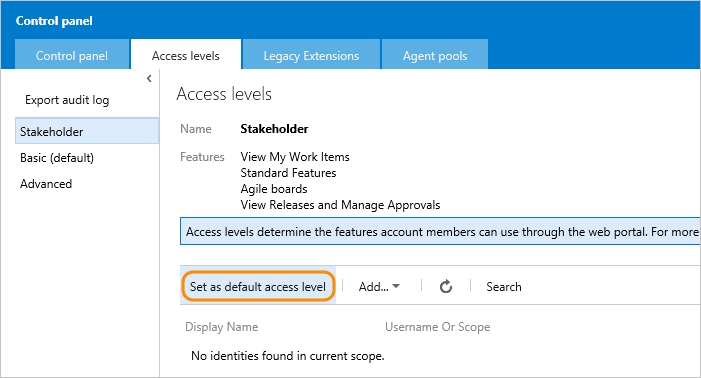 Control panel
Control panel
Access levels
Legacy Extensions
Agent pools
Export audit log
Stakeholder
Basic (default)
Advanced
Access levels
Name Stakeholder
Features View My Work Items
Standard Features
Agile boards
View Releases and Manage Approvals
Access levels determine the features account members can use through the web portal. For more
Set as default access level Add... Search
Display Name Username Or Scope
No identities found in current scope.